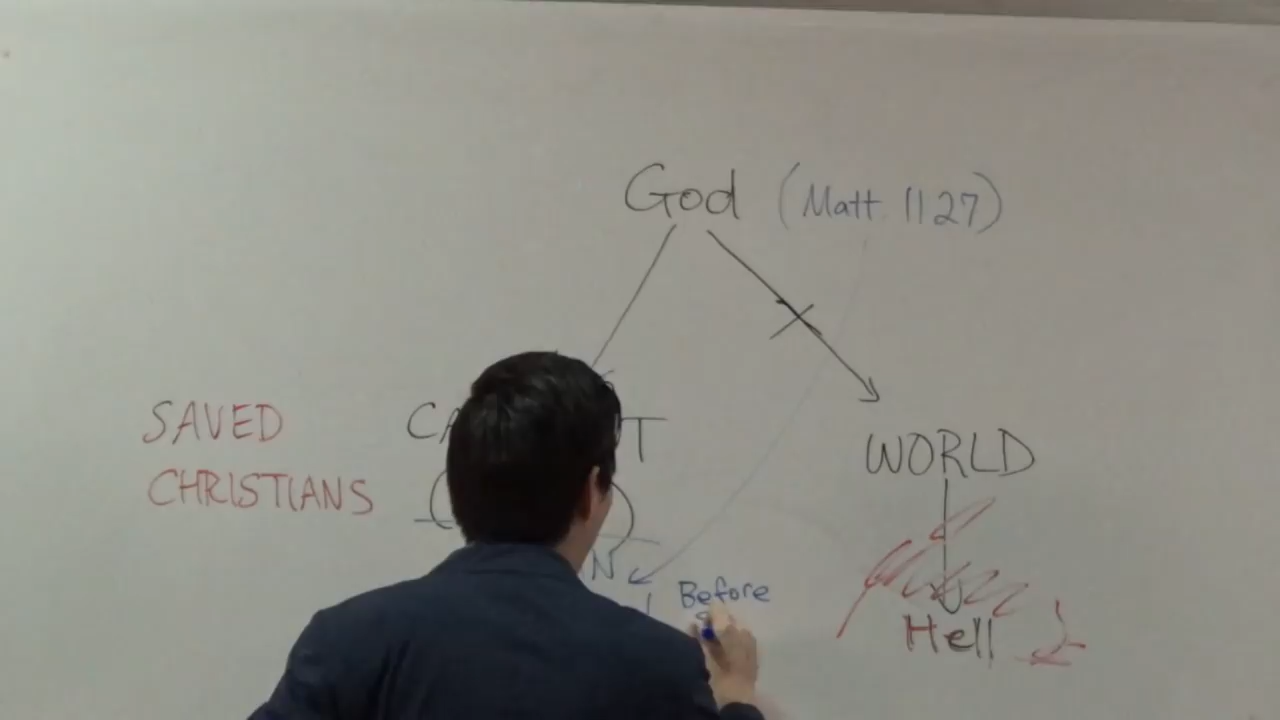 God (Matt. 11 27)
SAVED
CHRISTIANS
WORLD
Before
Hell